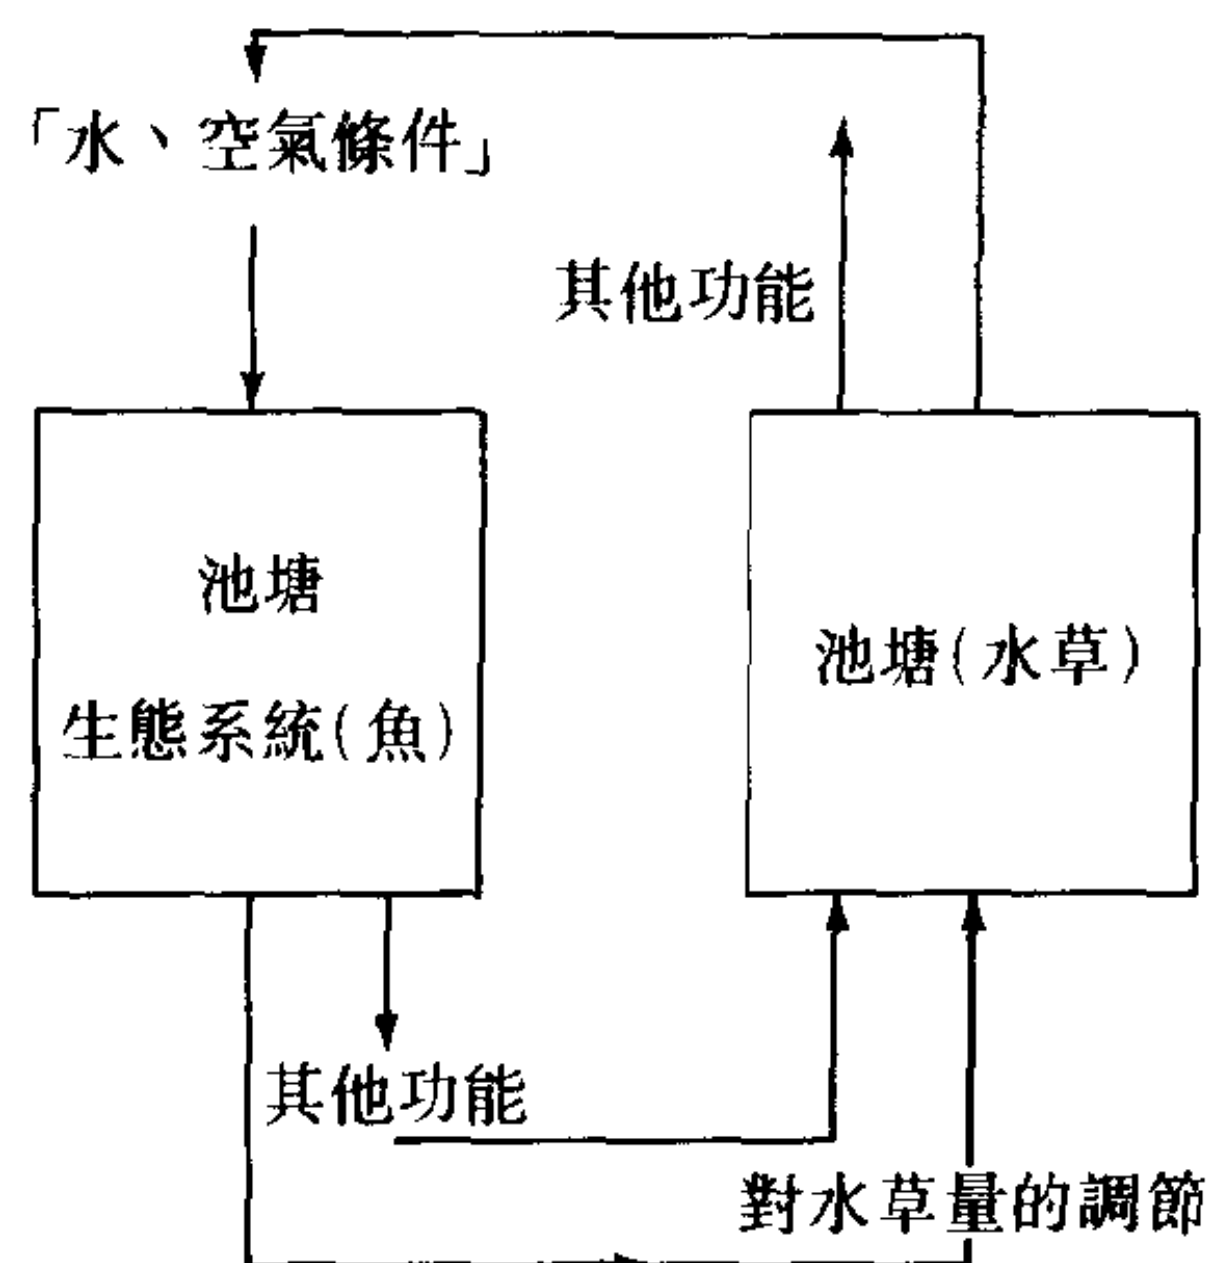 「水、空氣條件」
其他功能
池塘
生態系統(魚)
池塘(水草)
其他功能
對水草量的調節